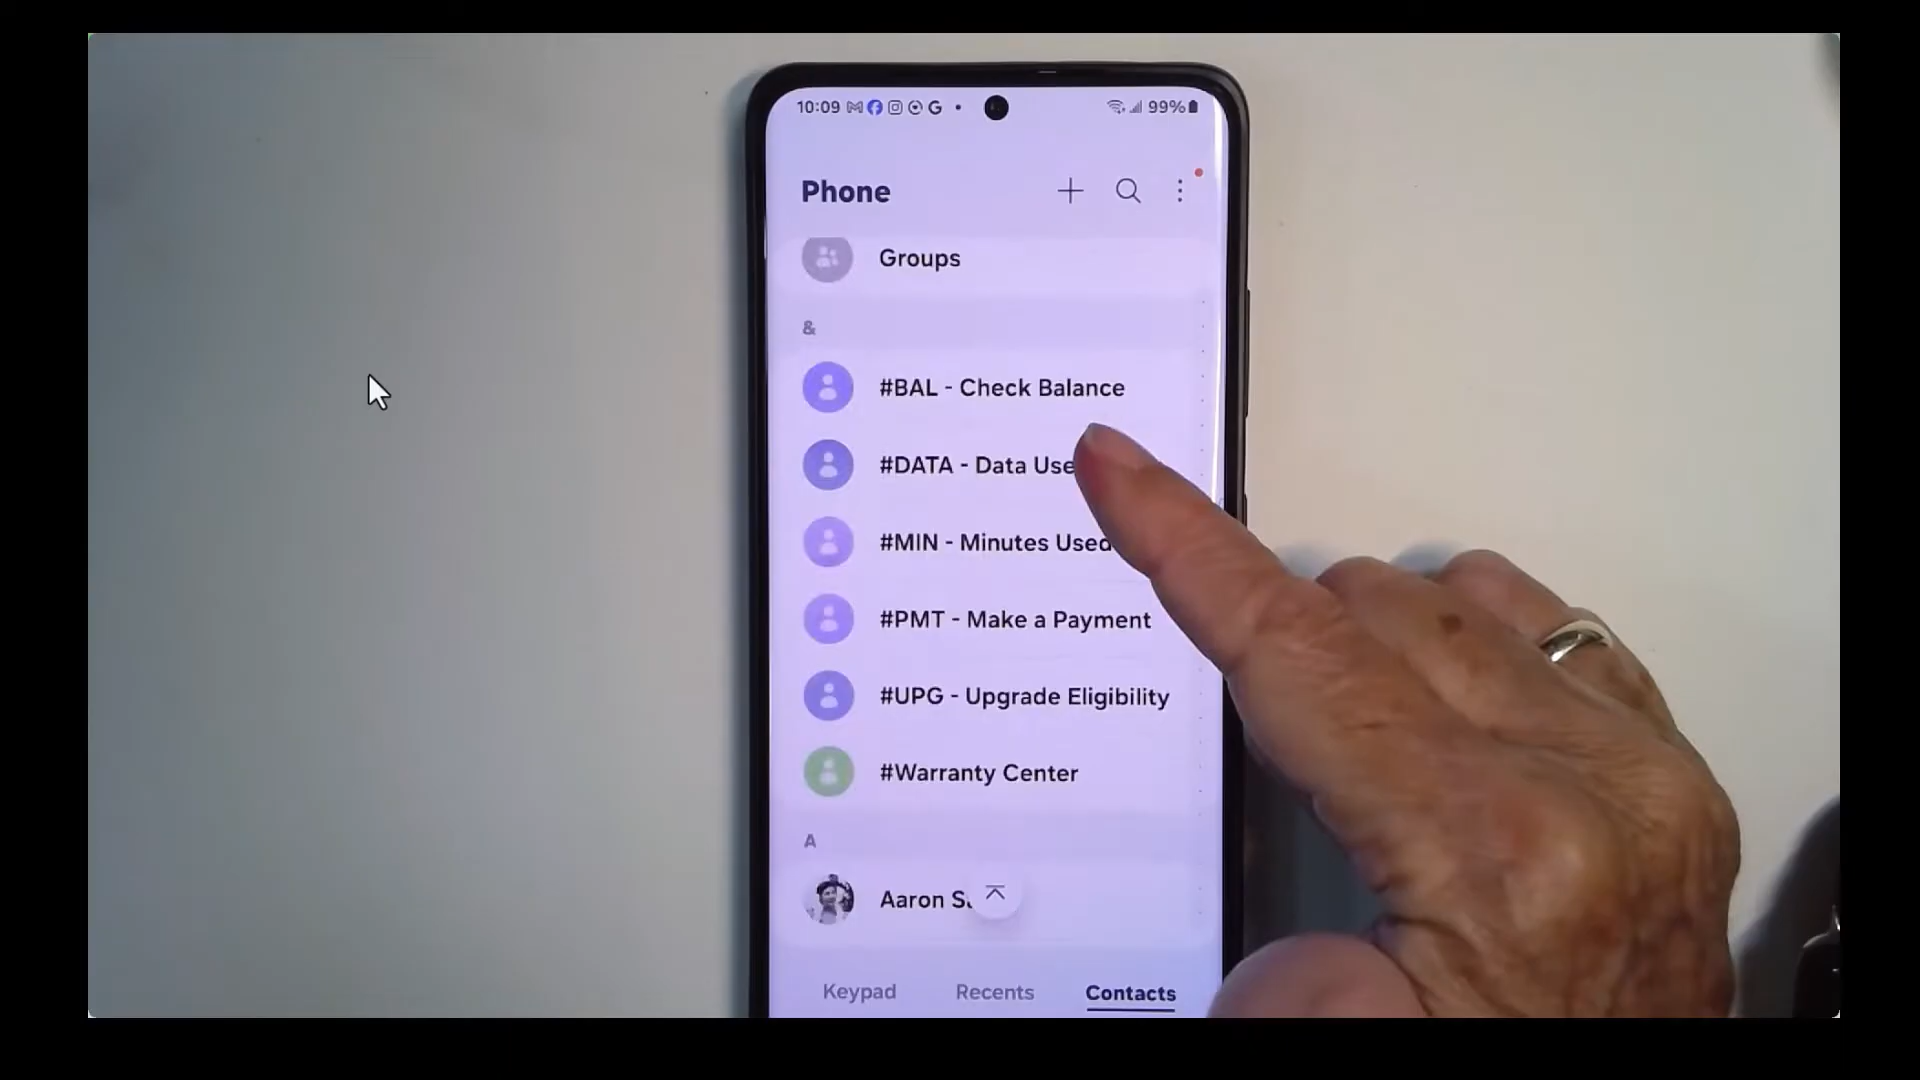 10:09 99%
Phone
Groups
&
#BAL - Check Balance
#DATA - Data Use
#MIN - Minutes Used
#PMT - Make a Payment
#UPG - Upgrade Eligibility
#Warranty Center
A
Aaron
Keypad Recents Contacts